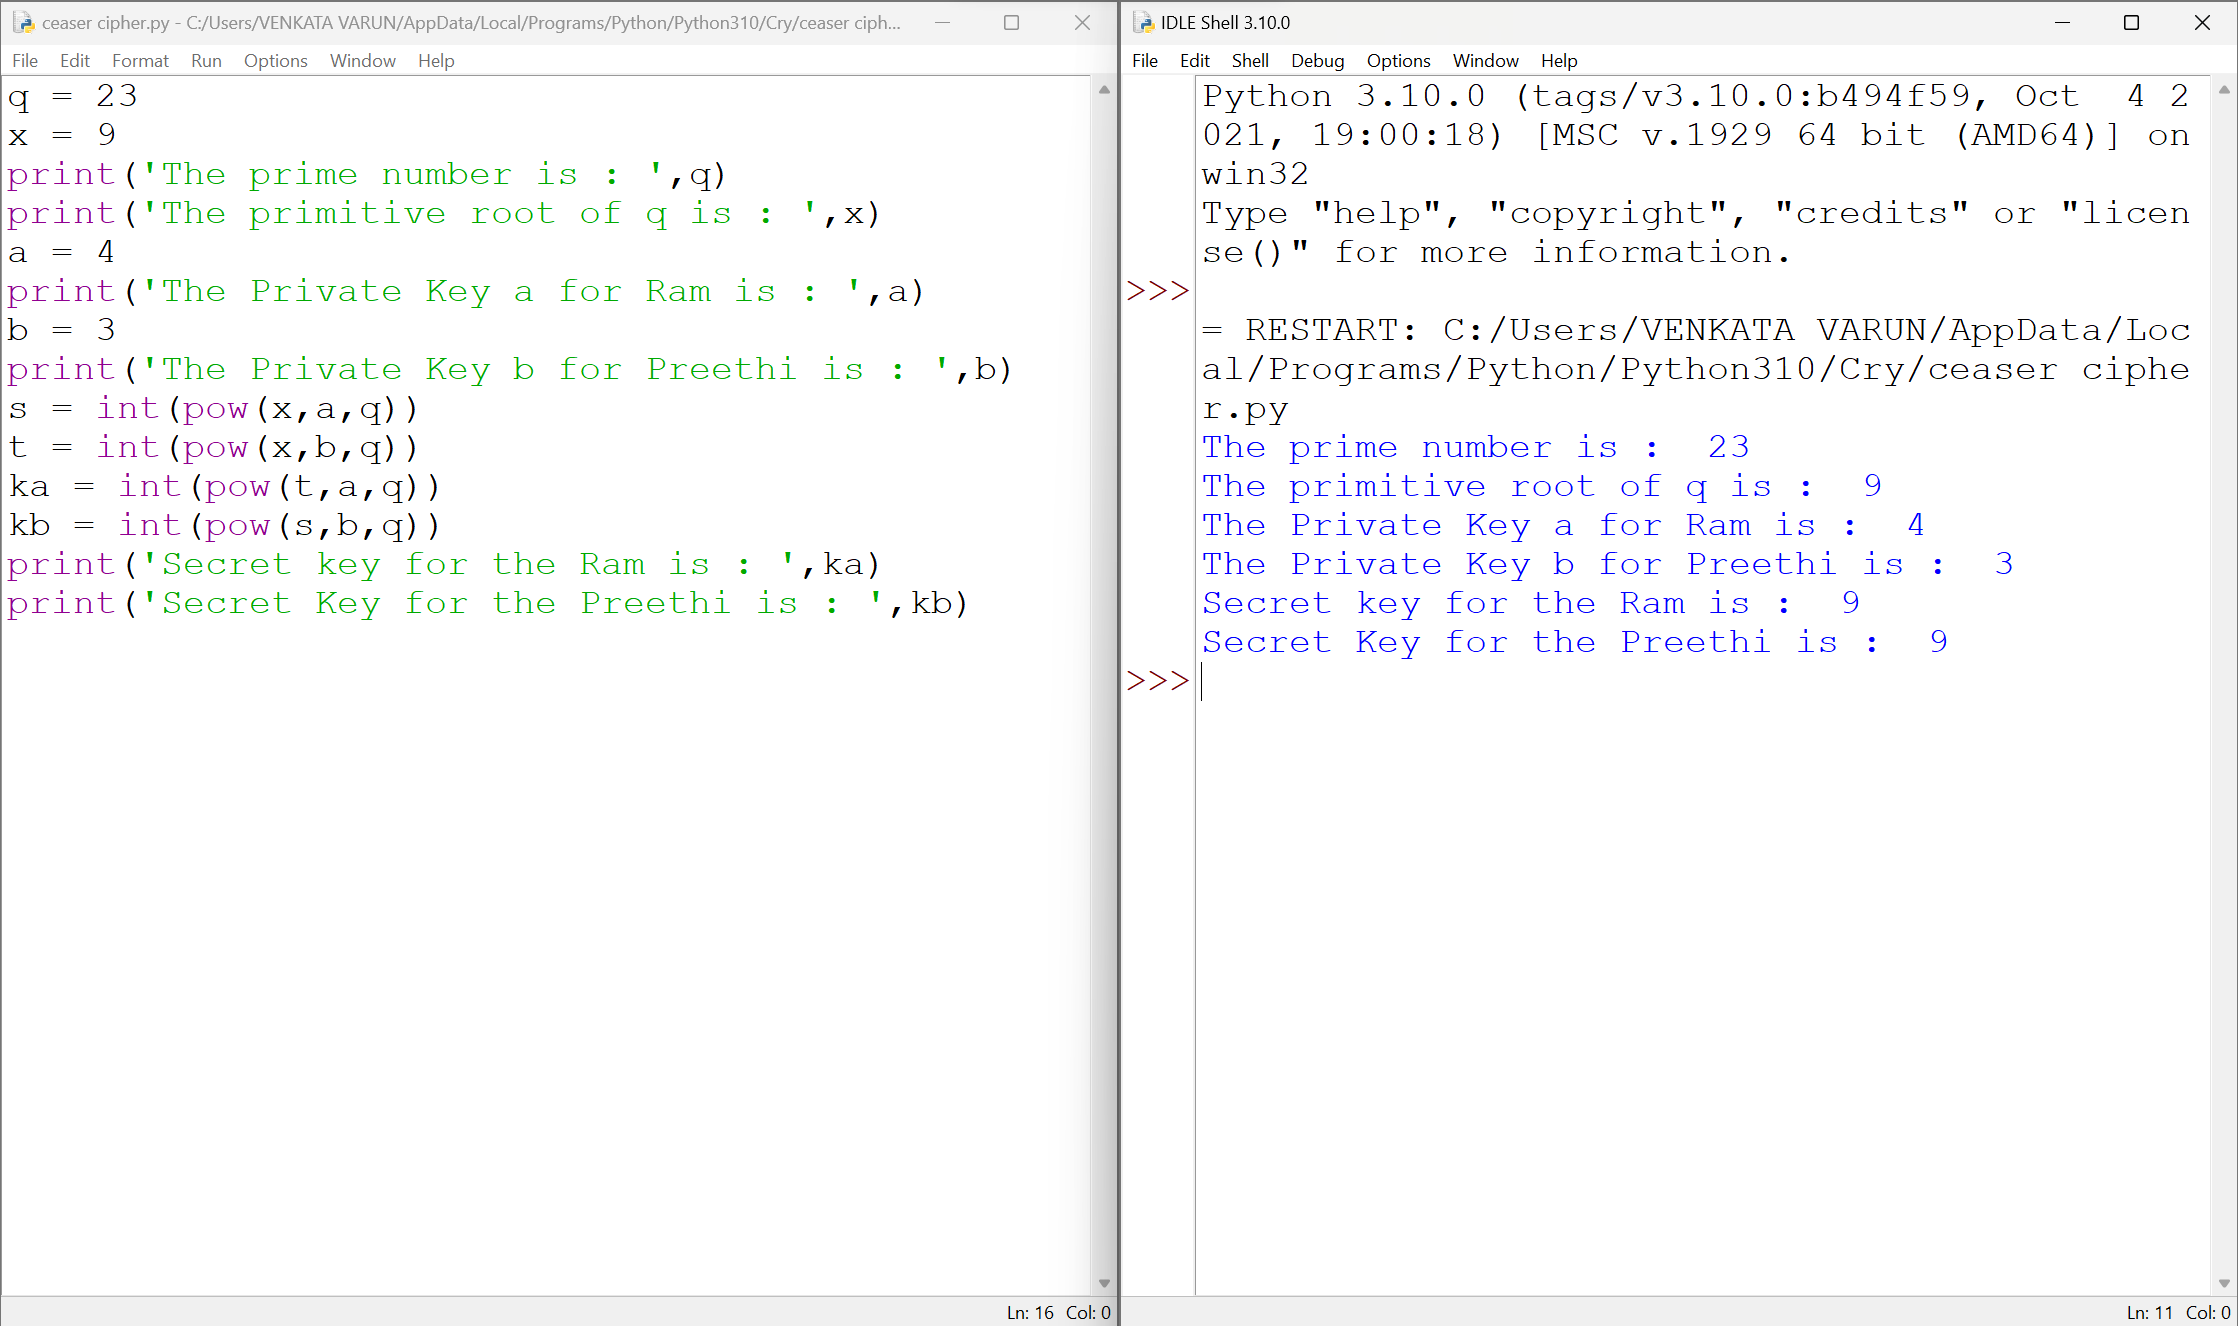 ceaser cipher.py - C:/Users/VENKATA VARUN/AppData/Local/Programs/Python/Python310/Cry/ceaser ciph...
File Edit Format Run Options Window Help
q = 23
x = 9
print('The prime number is : ',q)
print('The primitive root of q is : ',x)
a = 4
print('The Private Key a for Ram is : ',a)
b = 3
print('The Private Key b for Preethi is : ',b)
s = int(pow(x,a,q))
t = int(pow(x,b,q))
ka = int(pow(t,a,q))
kb = int(pow(s,b,q))
print('Secret key for the Ram is : ',ka)
print('Secret Key for the Preethi is : ',kb)
Ln: 16 Col: 0
IDLE Shell 3.10.0
File Edit Shell Debug Options Window Help
Python 3.10.0 (tags/v3.10.0:b494f59, Oct  4 2
021, 19:00:18) [MSC v.1929 64 bit (AMD64)] on
win32
Type "help", "copyright", "credits" or "licen
se()" for more information.
>>>
= RESTART: C:/Users/VENKATA VARUN/AppData/Loc
al/Programs/Python/Python310/Cry/ceaser ciphe
r.py
The prime number is :  23
The primitive root of q is :  9
The Private Key a for Ram is :  4
The Private Key b for Preethi is :  3
Secret key for the Ram is :  9
Secret Key for the Preethi is :  9
>>>
Ln: 11 Col: 0